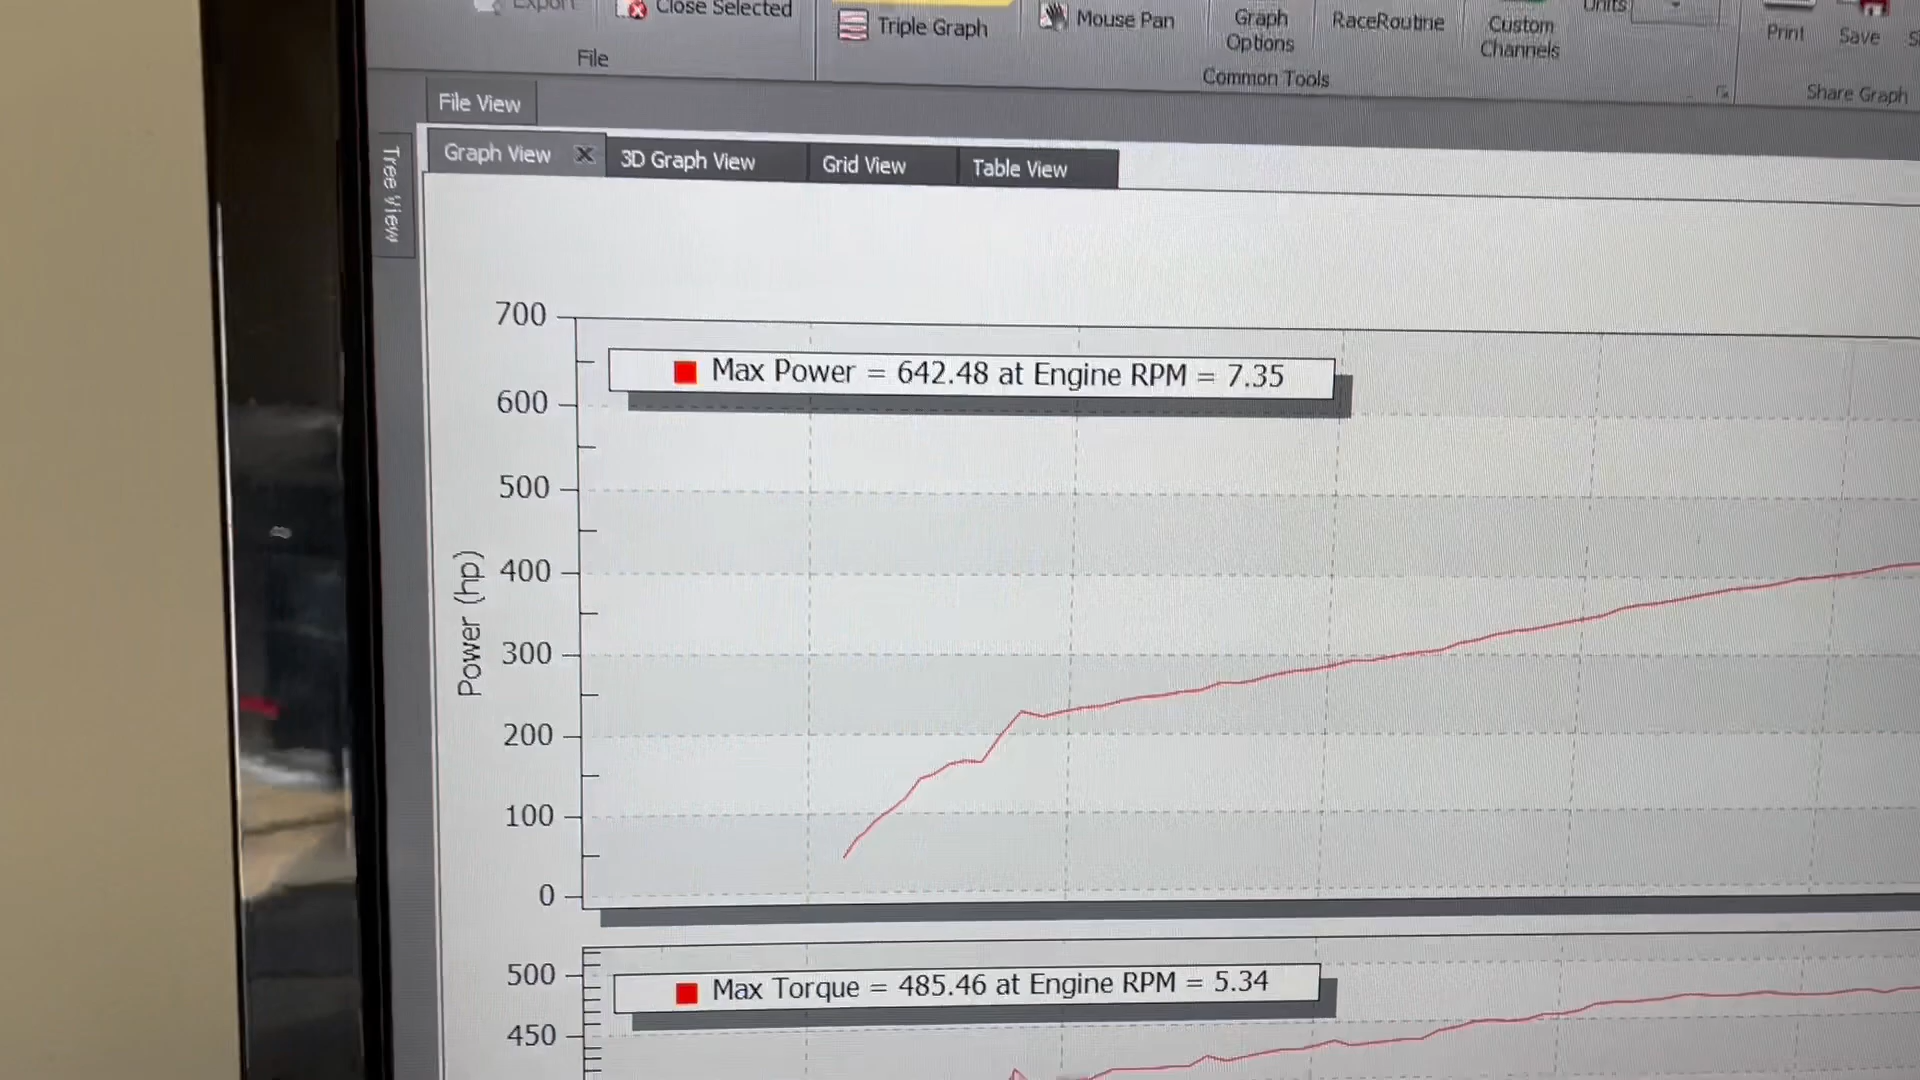 Export
Close Selected
File
Triple Graph
Mouse Pan
Graph
Options
RaceRoutine
Custom
Channels
Units
Common Tools
Print
Save
Share Graph
File View
Tree View
Graph View
3D Graph View
Grid View
Table View
700
600
500
400
300
200
100
0
Power (hp)
Max Power = 642.48 at Engine RPM = 7.35
500
450
Max Torque = 485.46 at Engine RPM = 5.34